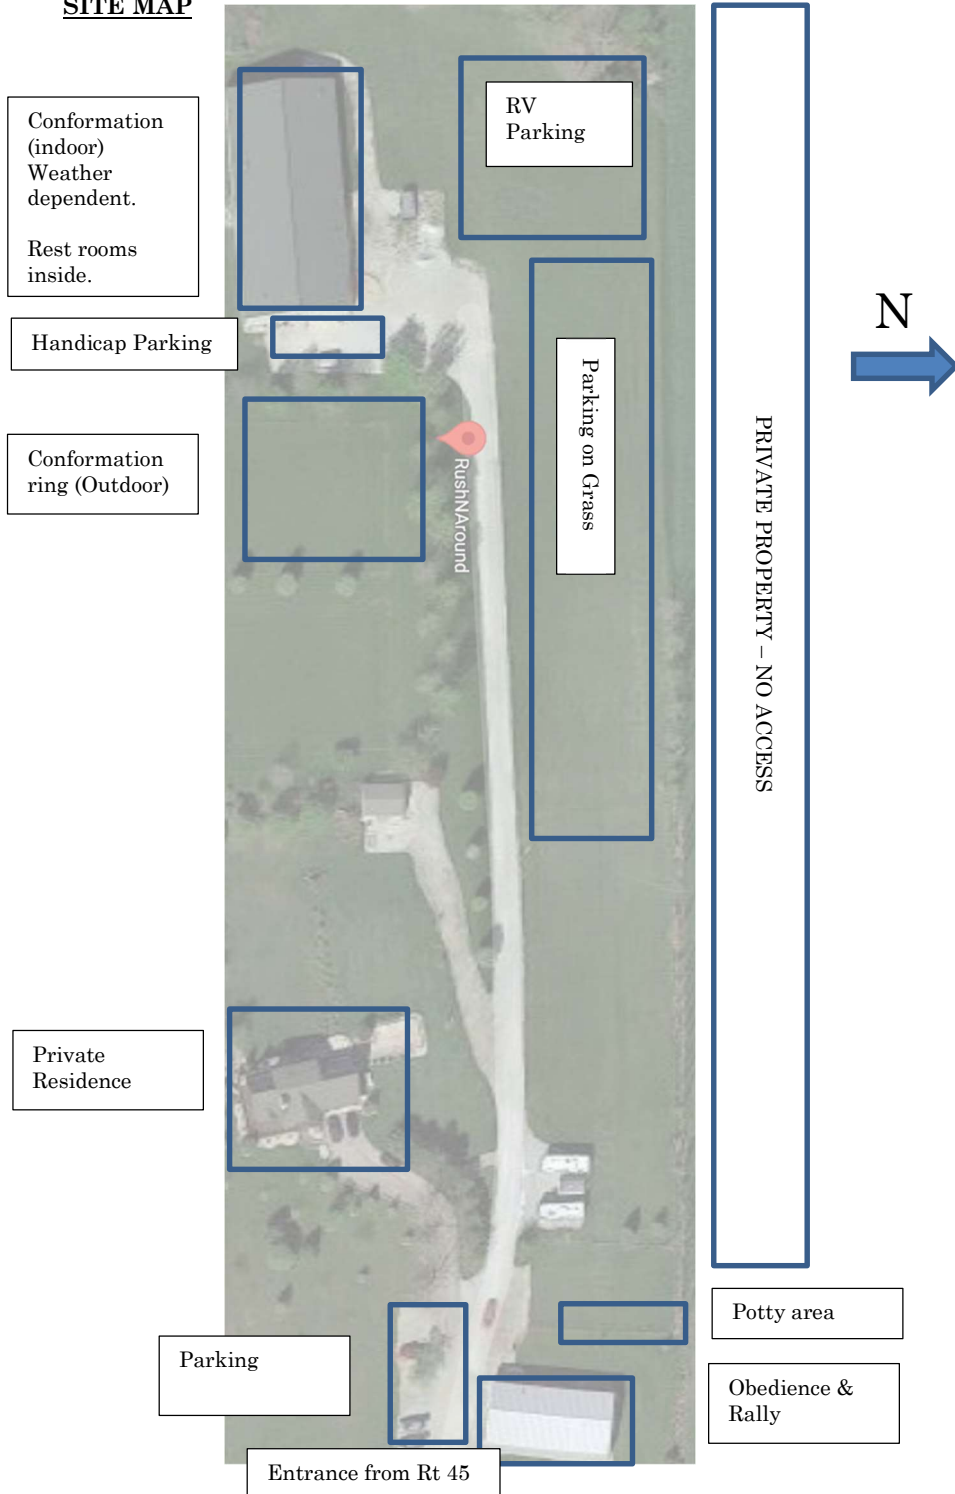 SITE MAP
RV
Parking
Conformation
(indoor)
Weather
dependent.
Rest rooms
inside.
N
Handicap Parking
Parking on Grass
PRIVATE PROPERTY – NO ACCESS
Conformation
ring (Outdoor)
RushNAround
Private
Residence
Potty area
Parking
Obedience &
Rally
Entrance from Rt 45